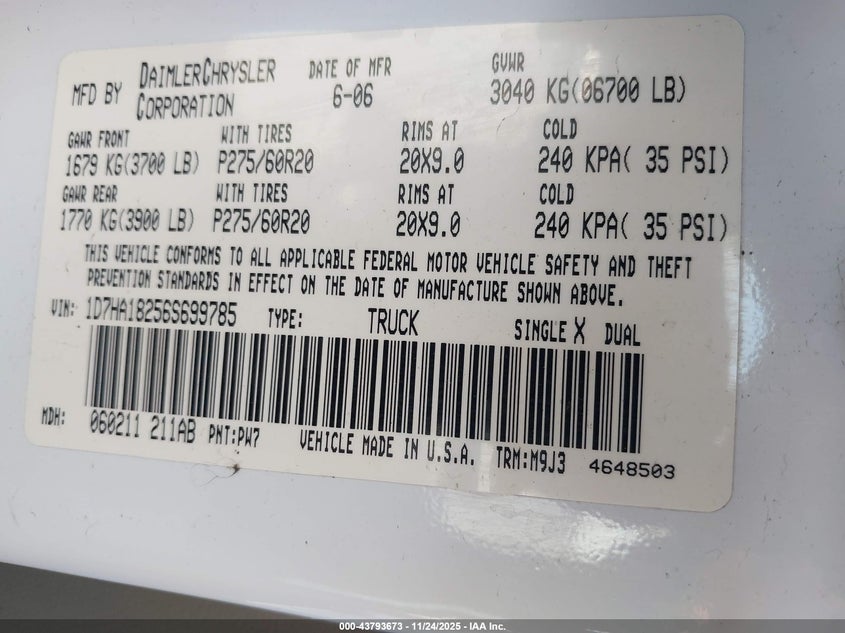 MFD BY DAIMLERCHRYSLER CORPORATION DATE OF MFR 6-06 GVWR 3040 KG(06700 LB)
GAWR FRONT WITH TIRES RIMS AT COLD
1679 KG(3700 LB) P275/60R20 20X9.0 240 KPA( 35 PSI)
GAWR REAR WITH TIRES RIMS AT COLD
1770 KG(3900 LB) P275/60R20 20X9.0 240 KPA( 35 PSI)
THIS VEHICLE CONFORMS TO ALL APPLICABLE FEDERAL MOTOR VEHICLE SAFETY AND THEFT
PREVENTION STANDARDS IN EFFECT ON THE DATE OF MANUFACTURE SHOWN ABOVE.
VIN: 1D7HA18256S699785 TYPE: TRUCK SINGLE X DUAL
MDH: 060211 211AB PNT:PW7 VEHICLE MADE IN U.S.A. TRM:M9J3 4648503
000-43793673 - 11/24/2025 - IAA Inc.